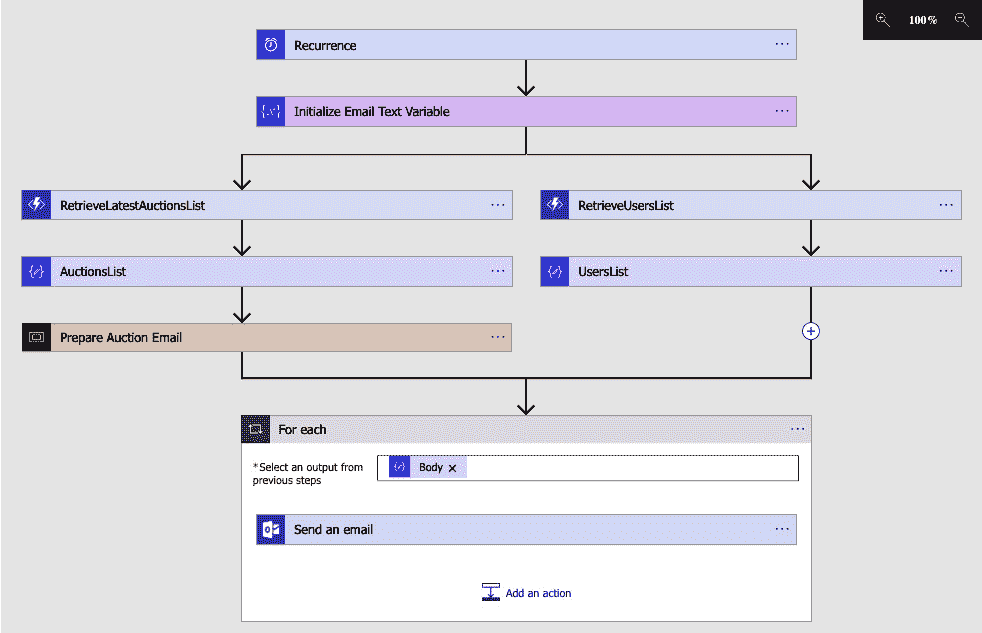 100%
Recurrence
Initialize Email Text Variable
RetrieveLatestAuctionsList
RetrieveUsersList
AuctionsList
UsersList
Prepare Auction Email
For each
*Select an output from
previous steps
Body
Send an email
Add an action